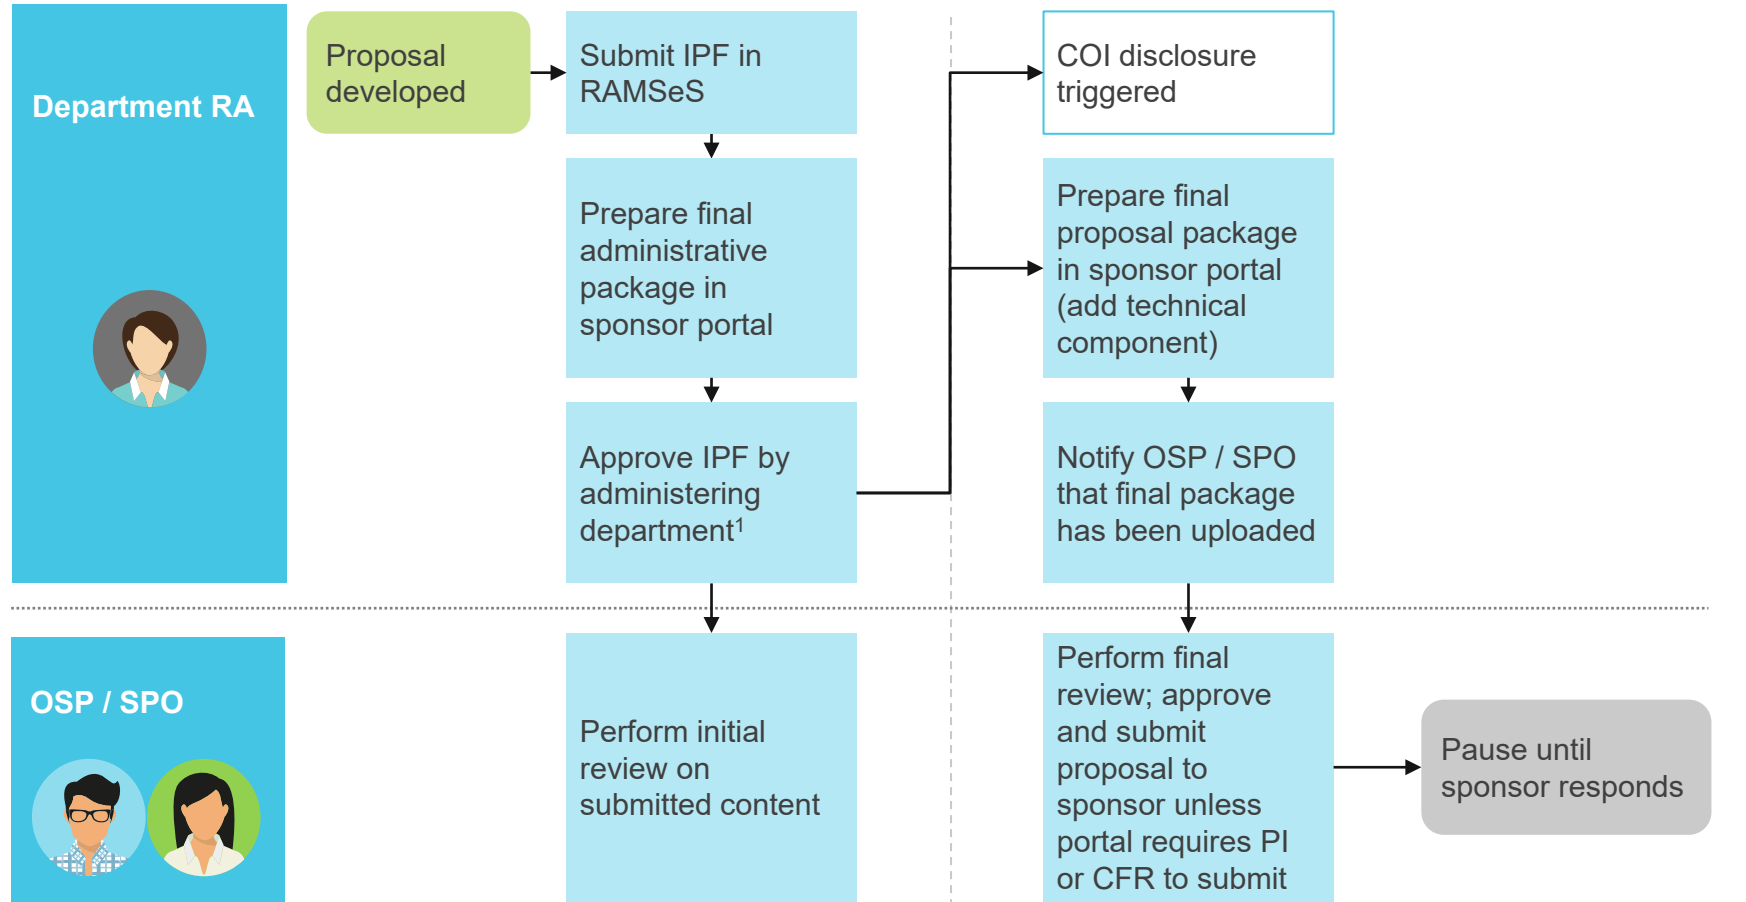 Department RA
Proposal
developed
Submit IPF in
RAMSeS
Prepare final
administrative
package in
sponsor portal
Approve IPF by
administering
department¹
COI disclosure
triggered
Prepare final
proposal package
in sponsor portal
(add technical
component)
Notify OSP / SPO
that final package
has been uploaded
OSP / SPO
Perform initial
review on
submitted content
Perform final
review; approve
and submit
proposal to
sponsor unless
portal requires PI
or CFR to submit
Pause until
sponsor responds